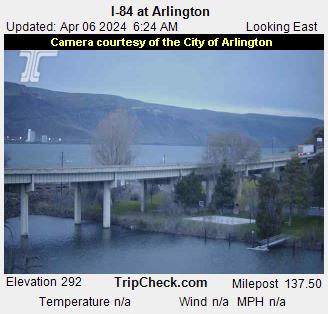 I-84 at Arlington
Updated: Apr 06 2024 6:24 AM Looking East
Camera courtesy of the City of Arlington
Elevation 292 TripCheck.com Milepost 137.50
Temperature n/a Wind n/a MPH n/a